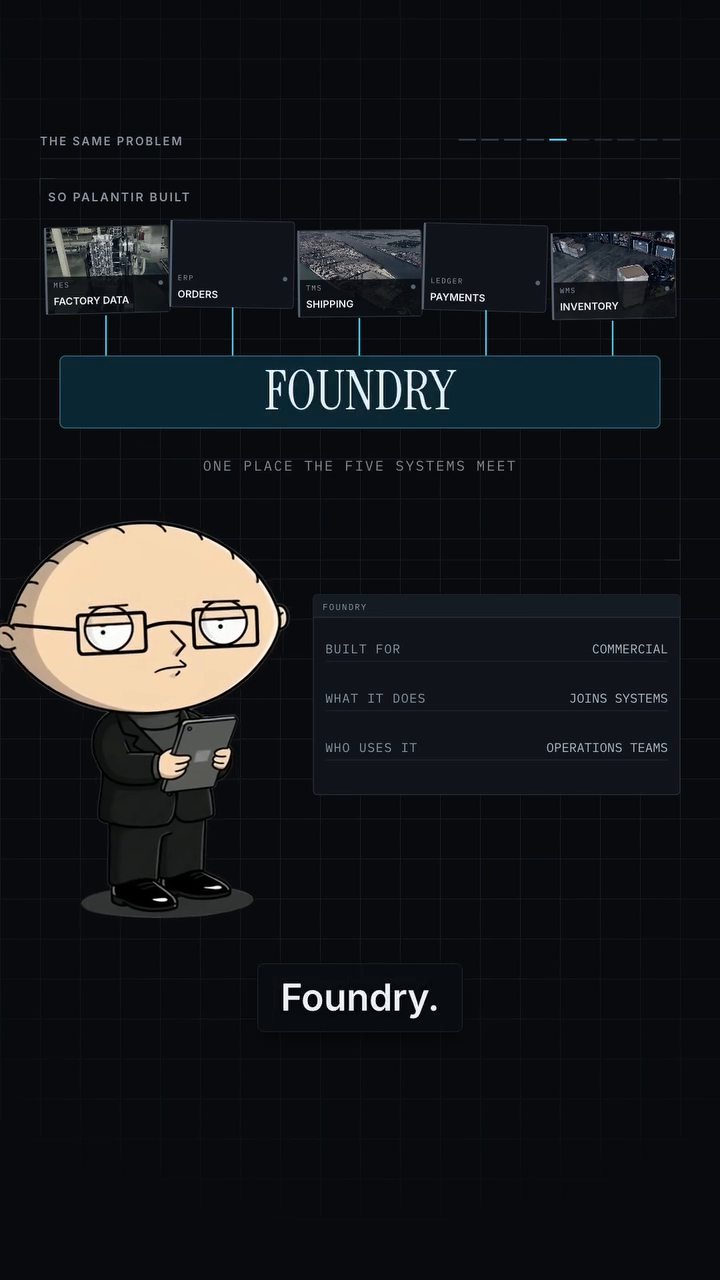 THE SAME PROBLEM
SO PALANTIR BUILT
MES
FACTORY DATA
ERP
ORDERS
TMS
SHIPPING
LEDGER
PAYMENTS
WMS
INVENTORY
FOUNDRY
ONE PLACE THE FIVE SYSTEMS MEET
FOUNDRY
BUILT FOR COMMERCIAL
WHAT IT DOES JOINS SYSTEMS
WHO USES IT OPERATIONS TEAMS
Foundry.